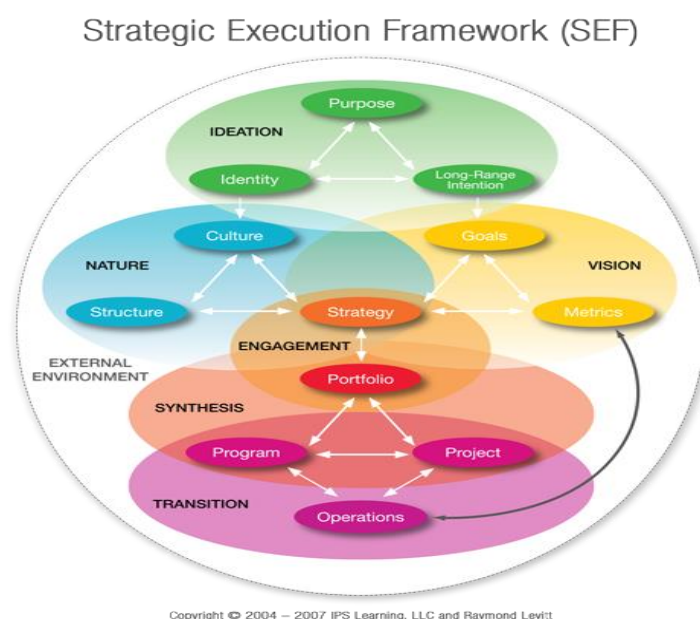 Strategic Execution Framework (SEF)
Purpose
IDEATION
Identity
Long-Range
Intention
Culture
Goals
NATURE
VISION
Structure
Strategy
Metrics
ENGAGEMENT
EXTERNAL
ENVIRONMENT
Portfolio
SYNTHESIS
Program
Project
TRANSITION
Operations
Copyright © 2004 – 2007 IPS Learning, LLC and Raymond Levitt